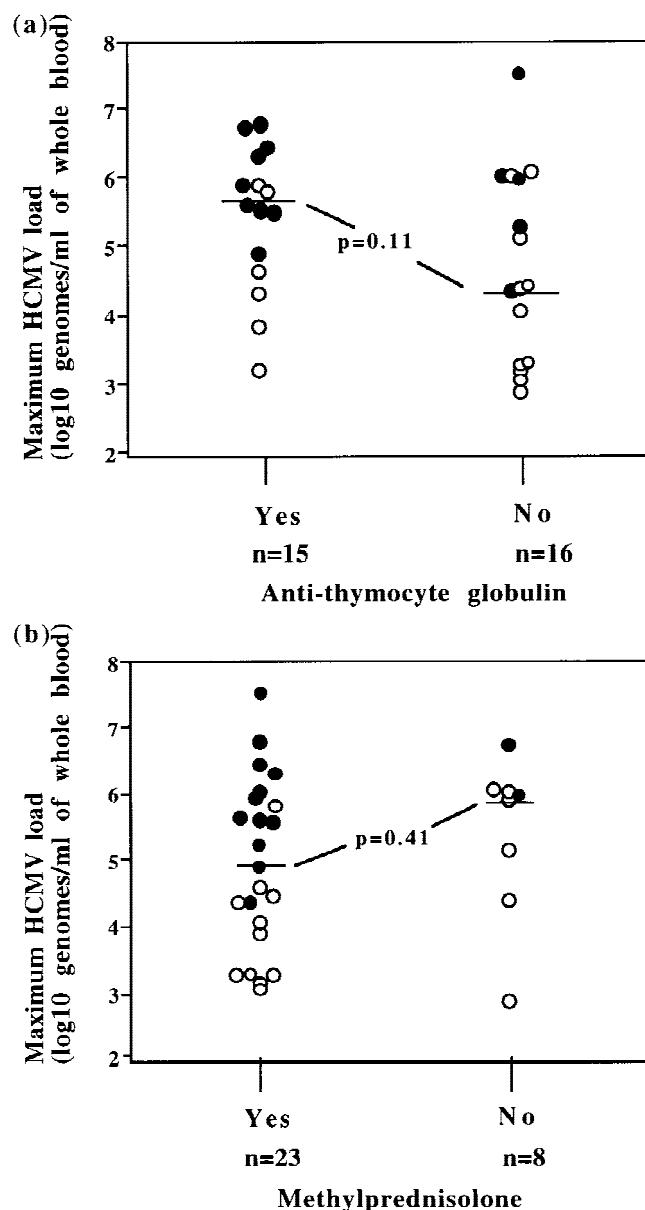 (a)
Maximum HCMV load
(log10 genomes/ml of whole blood)
8
7
6
5
4
3
2
p=0.11
Yes
No
n=15
n=16
Anti-thymocyte globulin
(b)
Maximum HCMV load
(log10 genomes/ml of whole blood)
8
7
6
5
4
3
2
p=0.41
Yes
No
n=23
n=8
Methylprednisolone